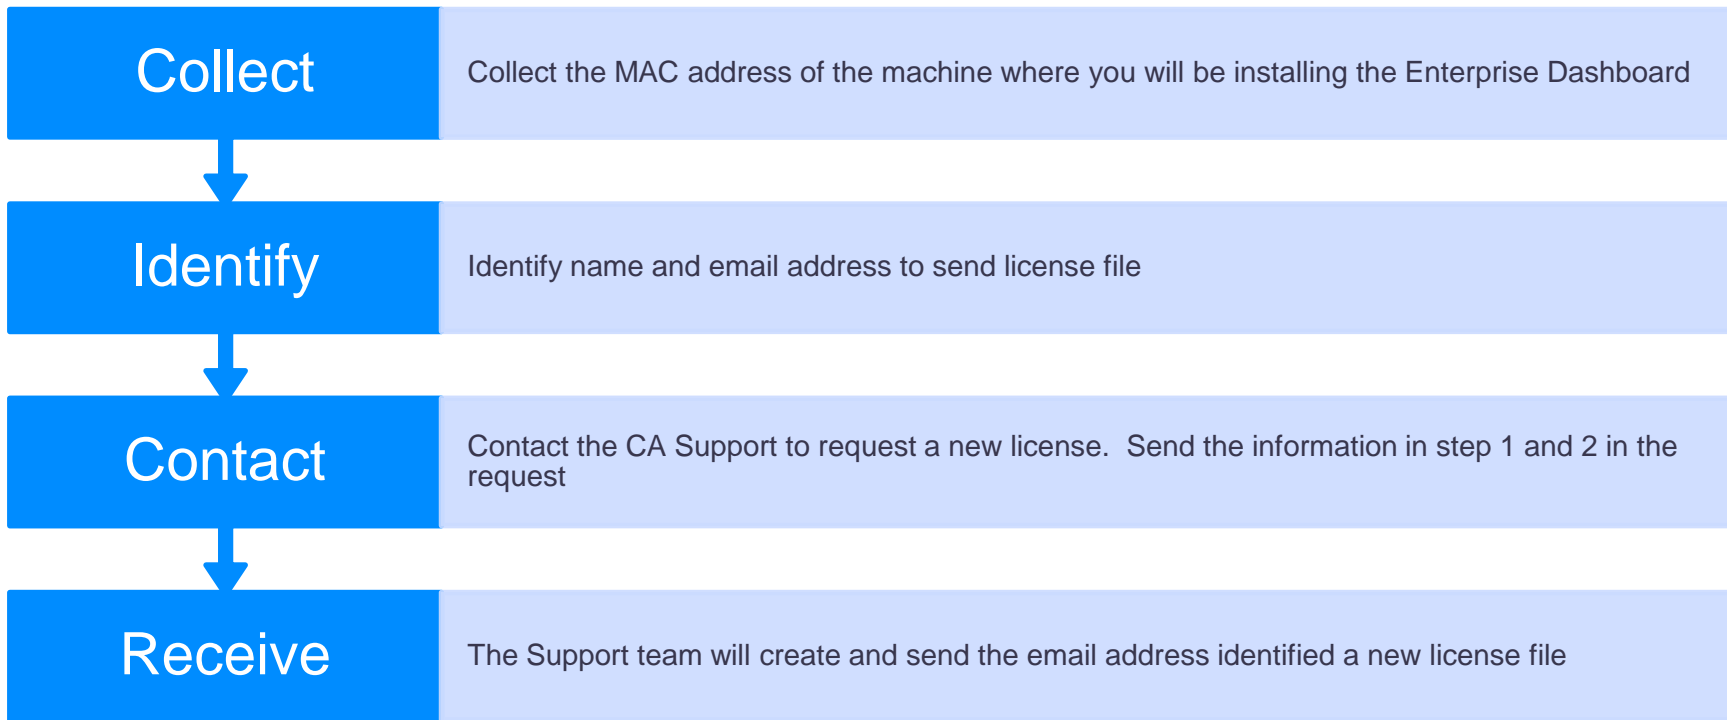 Collect
Collect the MAC address of the machine where you will be installing the Enterprise Dashboard
Identify
Identify name and email address to send license file
Contact
Contact the CA Support to request a new license.  Send the information in step 1 and 2 in the
request
Receive
The Support team will create and send the email address identified a new license file